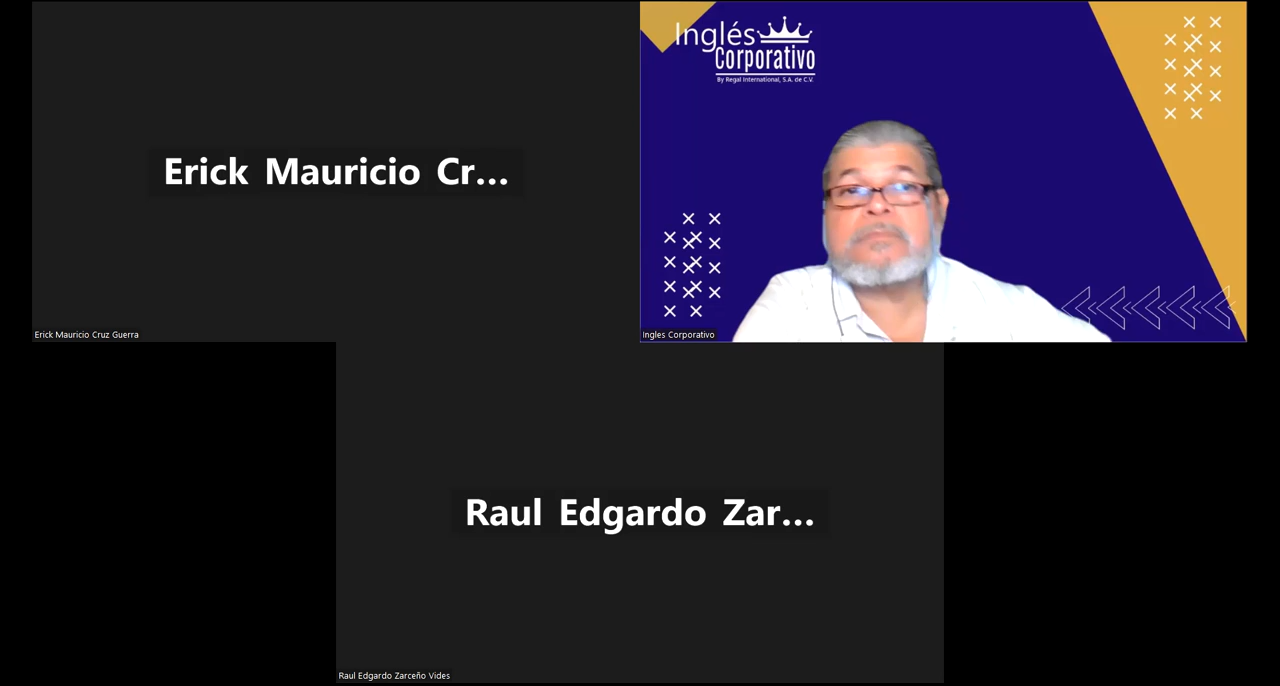 Erick Mauricio Cr...
Erick Mauricio Cruz Guerra
Inglés
Corporativo
By Regal International, S.A. de C.V.
Ingles Corporativo
Raul Edgardo Zar...
Raul Edgardo Zarceño Vides